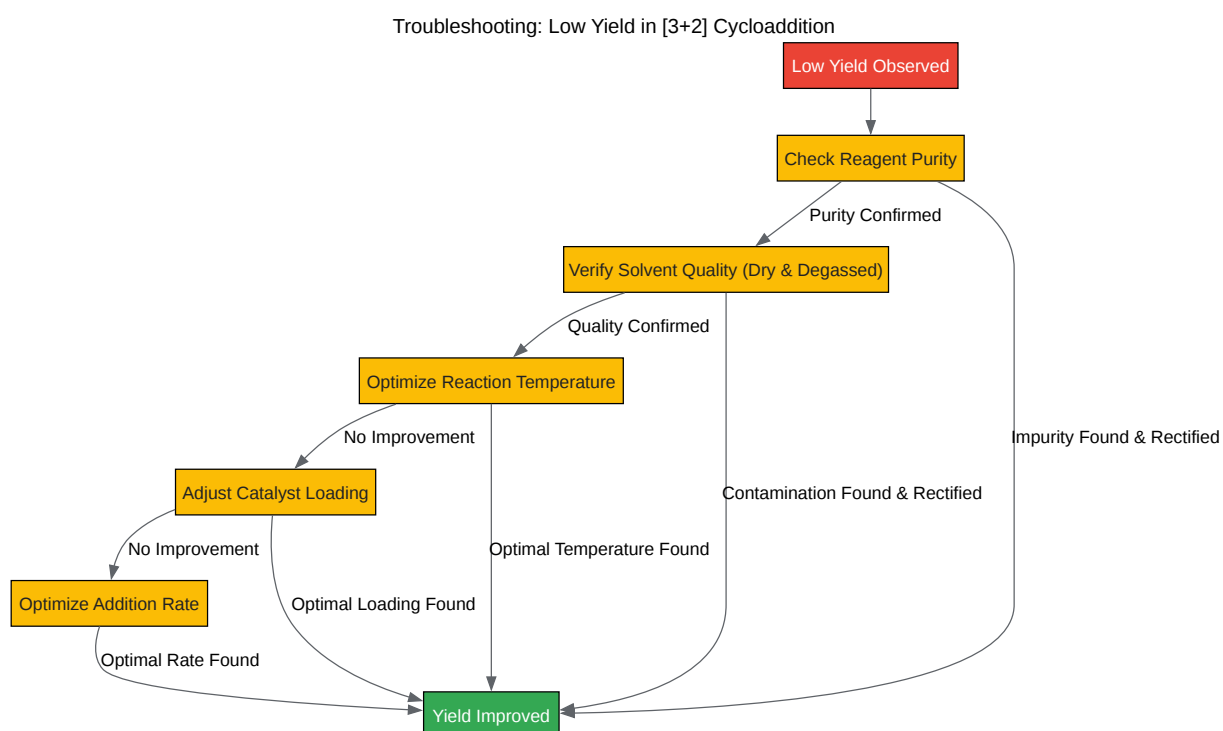 Troubleshooting: Low Yield in [3+2] Cycloaddition
Low Yield Observed
Check Reagent Purity
Purity Confirmed
Verify Solvent Quality (Dry & Degassed)
Quality Confirmed
Optimize Reaction Temperature
No Improvement
Impurity Found & Rectified
Adjust Catalyst Loading
Contamination Found & Rectified
No Improvement
Optimal Temperature Found
Optimize Addition Rate
Optimal Loading Found
Optimal Rate Found
Yield Improved